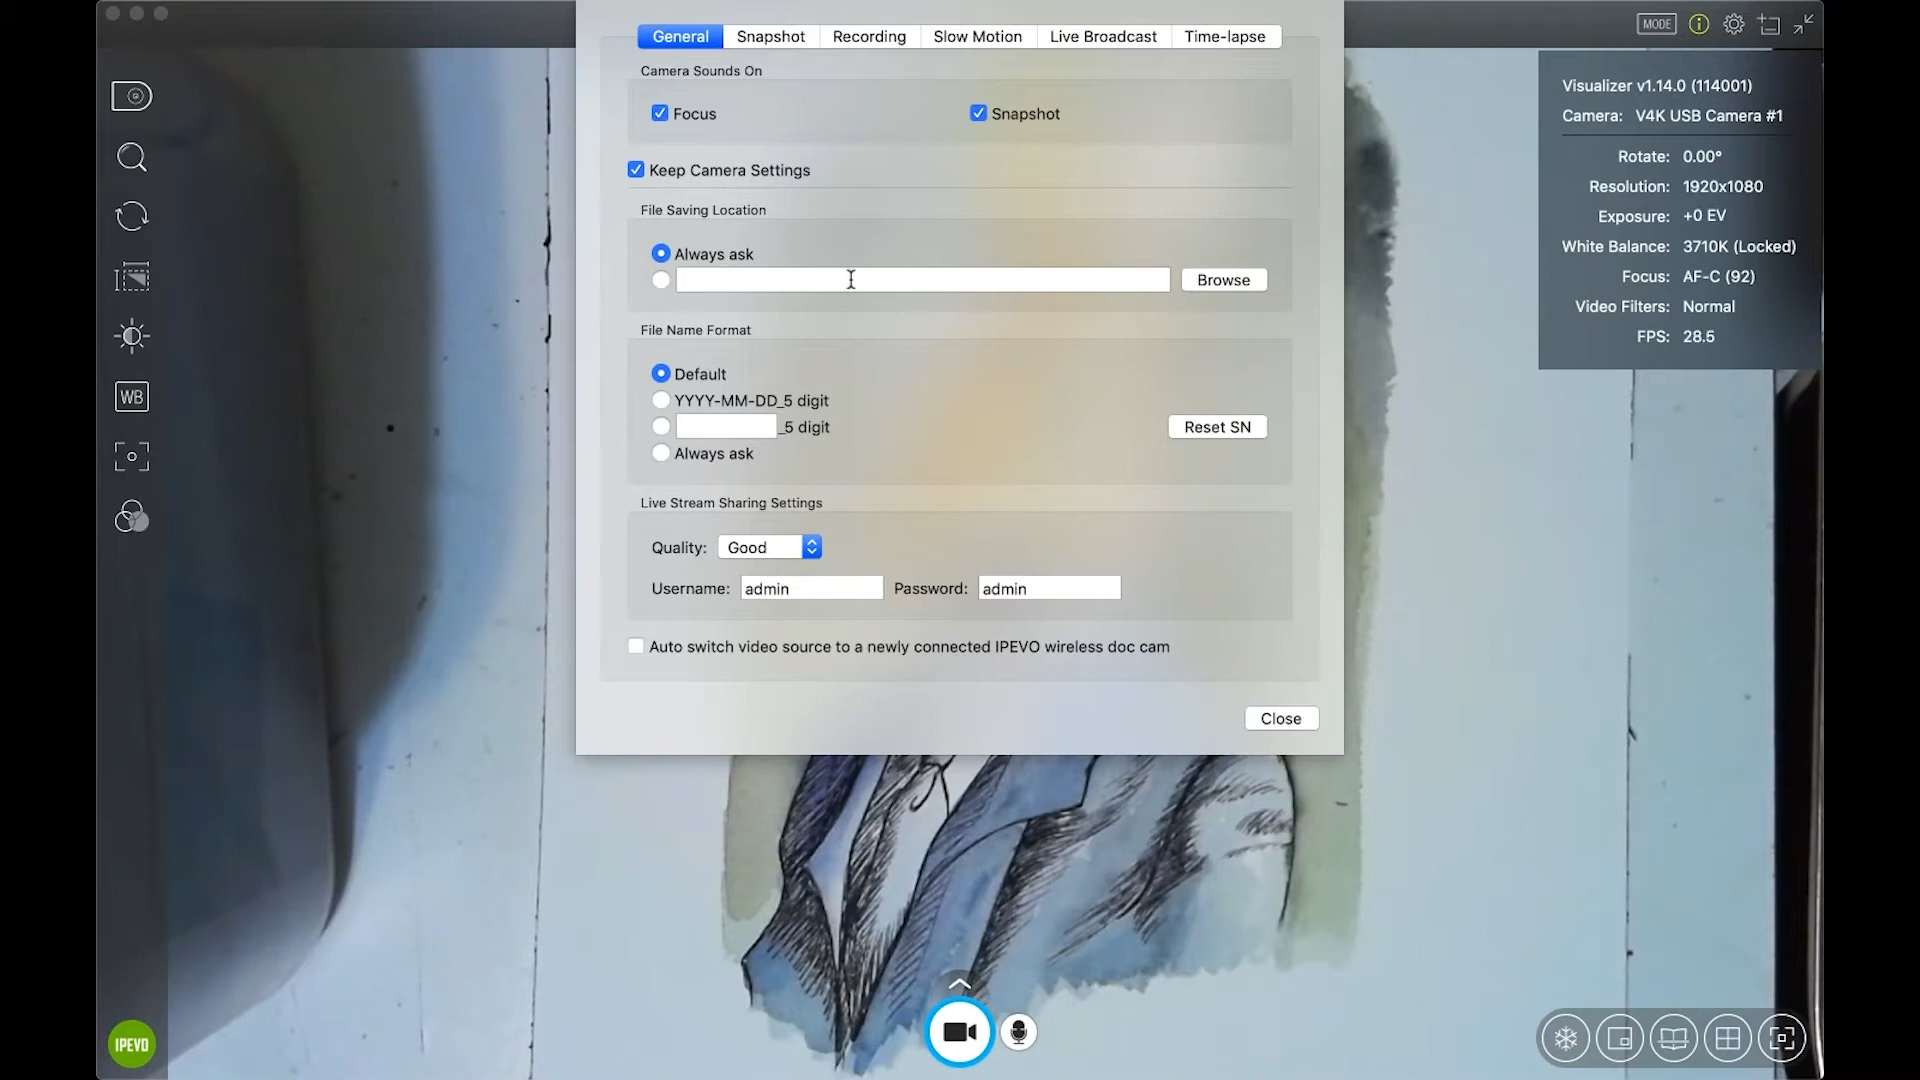 General Snapshot Recording Slow Motion Live Broadcast Time-lapse
MODE
Camera Sounds On
Focus Snapshot
Keep Camera Settings
File Saving Location
Always ask
Browse
File Name Format
Default
YYYY-MM-DD_5 digit
_5 digit
Reset SN
Always ask
Live Stream Sharing Settings
Quality: Good
Username: admin Password: admin
Auto switch video source to a newly connected IPEVO wireless doc cam
Close
Visualizer v1.14.0 (114001)
Camera: V4K USB Camera #1
Rotate: 0.00°
Resolution: 1920x1080
Exposure: +0 EV
White Balance: 3710K (Locked)
Focus: AF-C (92)
Video Filters: Normal
FPS: 28.5
WB
IPEVO